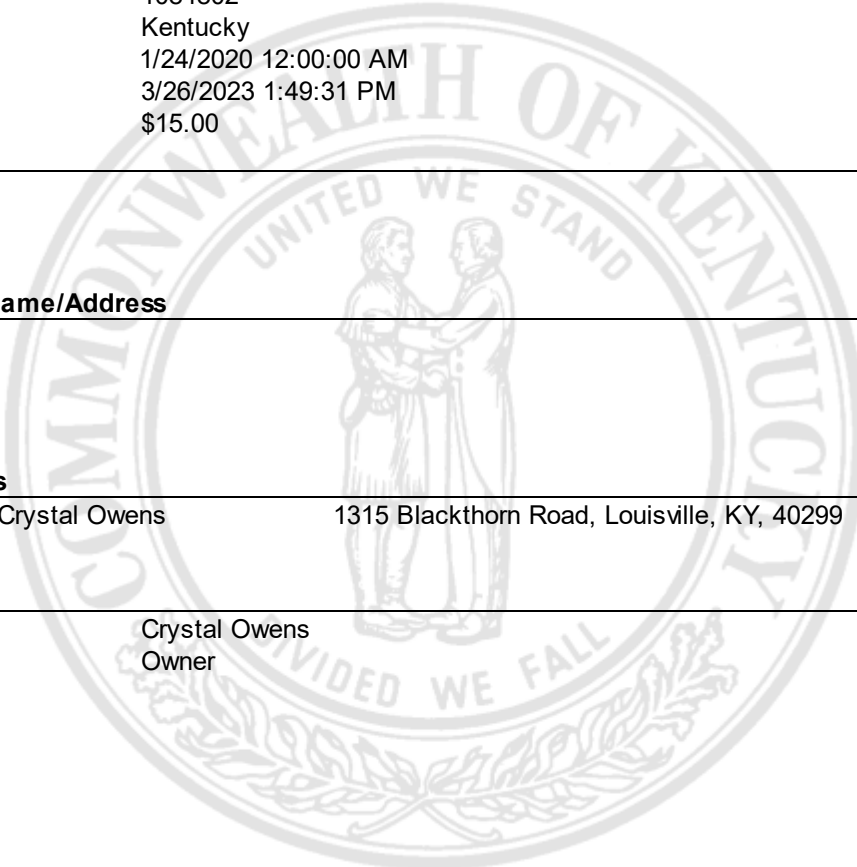 Kentucky
1/24/2020 12:00:00 AM
3/26/2023 1:49:31 PM
$15.00
COMMONWEALTH OF KENTUCKY
UNITED WE STAND
ame/Address
s
Crystal Owens 1315 Blackthorn Road, Louisville, KY, 40299
Crystal Owens
Owner
DIVIDED WE FALL